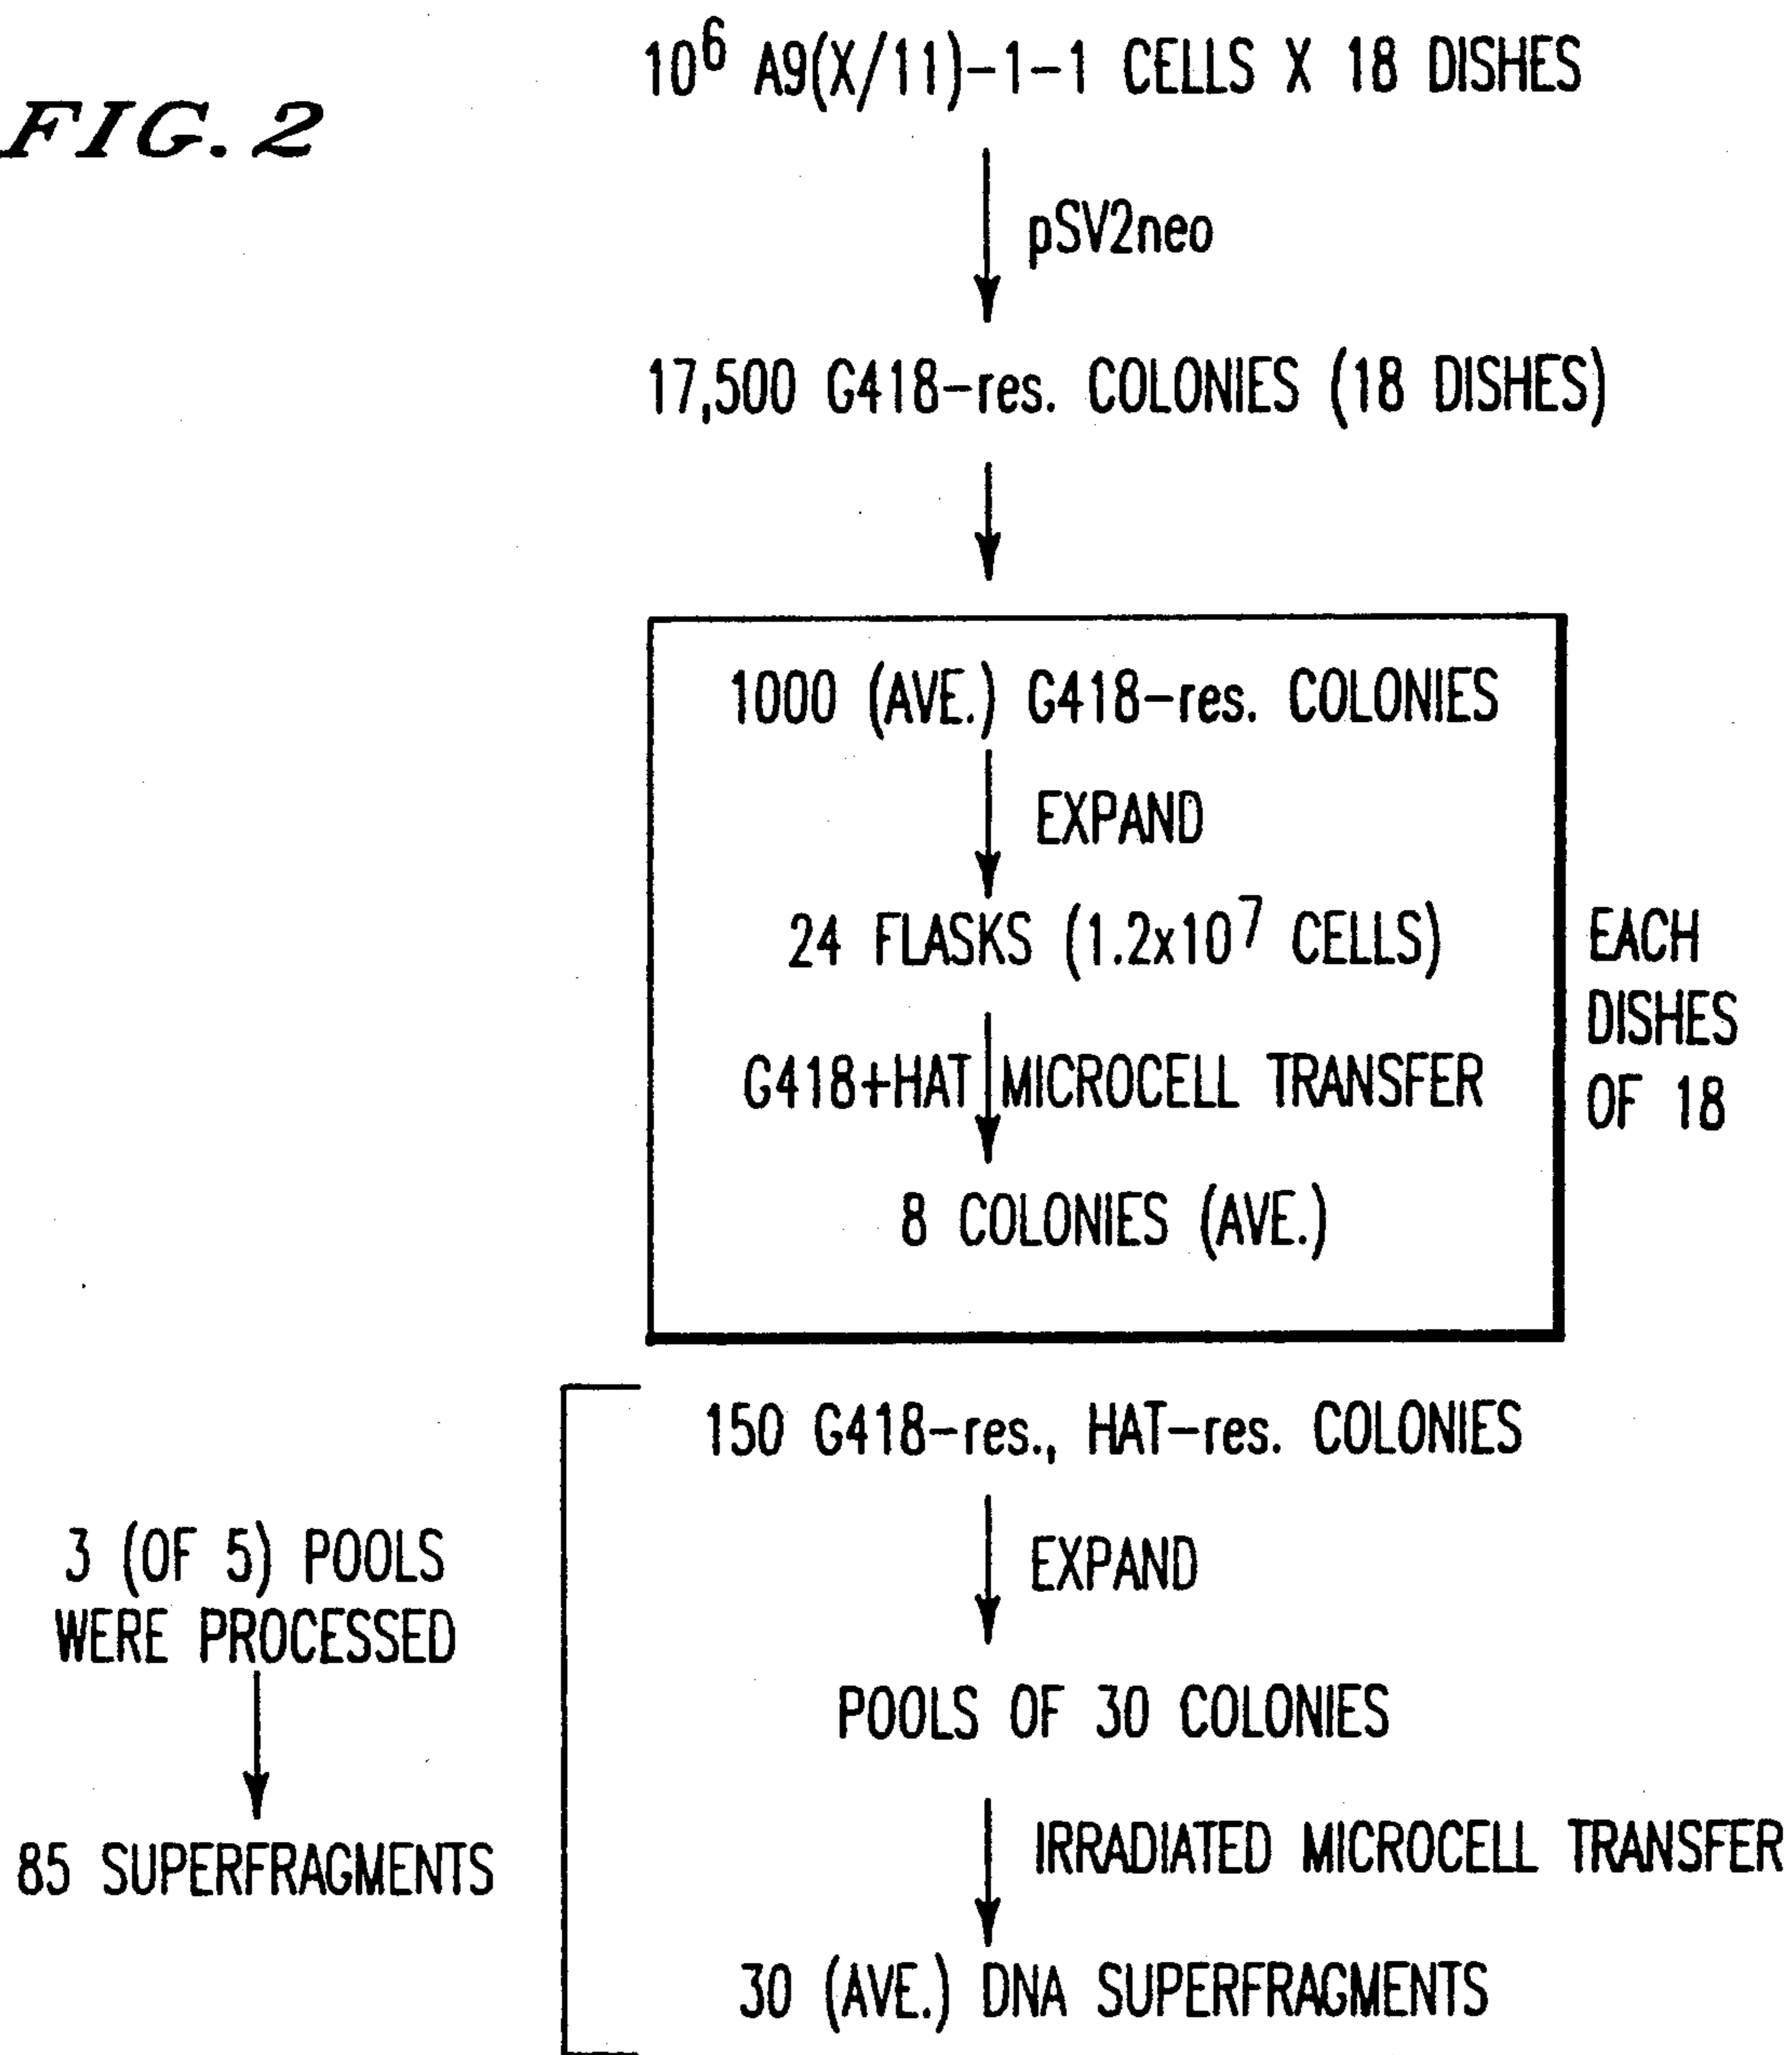 FIG. 2
10⁶ A9(X/11)-1-1 CELLS X 18 DISHES
pSV2neo
17,500 G418-res. COLONIES (18 DISHES)
1000 (AVE.) G418-res. COLONIES
EXPAND
24 FLASKS (1.2x10⁷ CELLS)
G418+HAT MICROCELL TRANSFER
8 COLONIES (AVE.)
EACH
DISHES
OF 18
150 G418-res., HAT-res. COLONIES
EXPAND
POOLS OF 30 COLONIES
IRRADIATED MICROCELL TRANSFER
30 (AVE.) DNA SUPERFRAGMENTS
3 (OF 5) POOLS
WERE PROCESSED
85 SUPERFRAGMENTS